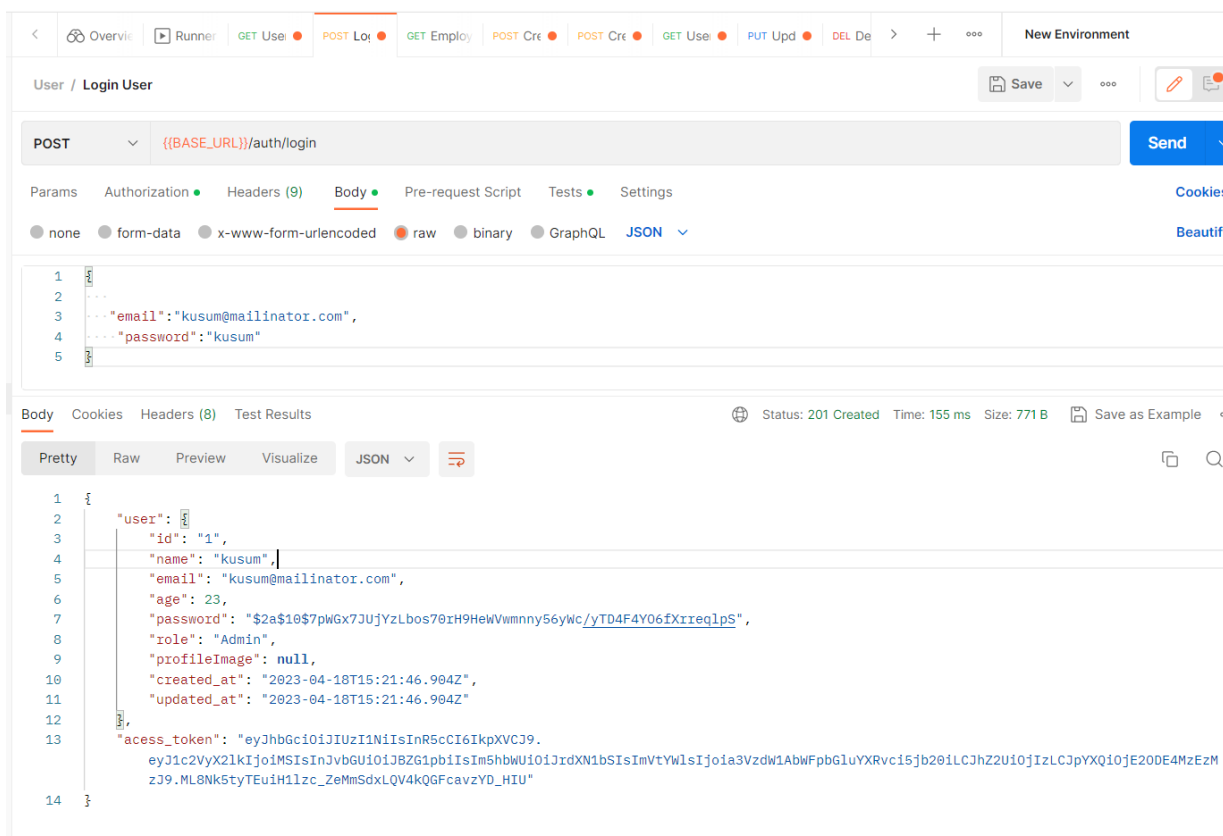 Overvie Runner GET Use POST Log GET Employ POST Cre POST Cre GET Use PUT Upd DEL De New Environment
User / Login User Save
POST {{BASE_URL}}/auth/login Send
Params Authorization Headers (9) Body Pre-request Script Tests Settings Cookies
none form-data x-www-form-urlencoded raw binary GraphQL JSON Beautif
1 {
2
3 "email":"kusum@mailinator.com",
4 "password":"kusum"
5 }
Body Cookies Headers (8) Test Results Status: 201 Created Time: 155 ms Size: 771 B Save as Example
Pretty Raw Preview Visualize JSON
1 {
2 "user": {
3 "id": "1",
4 "name": "kusum",
5 "email": "kusum@mailinator.com",
6 "age": 23,
7 "password": "$2a$10$7pWGx7JUjYzLbos70rH9HeWVwmnny56yWc/yTD4F4YO6fXrreqlpS",
8 "role": "Admin",
9 "profileImage": null,
10 "created_at": "2023-04-18T15:21:46.904Z",
11 "updated_at": "2023-04-18T15:21:46.904Z"
12 },
13 "acess_token": "eyJhbGciOiJIUzI1NiIsInR5cCI6IkpXVCJ9.
eyJ1c2VyX2lkIjoiMSIsInJvbGUiOiJBZG1pbiIsIm5hbWUiOiJrdXN1bSIsImVtYWlsIjoia3VzdW1AbWFpbGluYXRvci5jb20iLCJhZ2UiOjIzLCJpYXQiOjE2ODE4MzEzM
zJ9.ML8Nk5tyTEuiH1lzc_ZeMmSdxLQV4kQGFcavzYD_HIU"
14 }